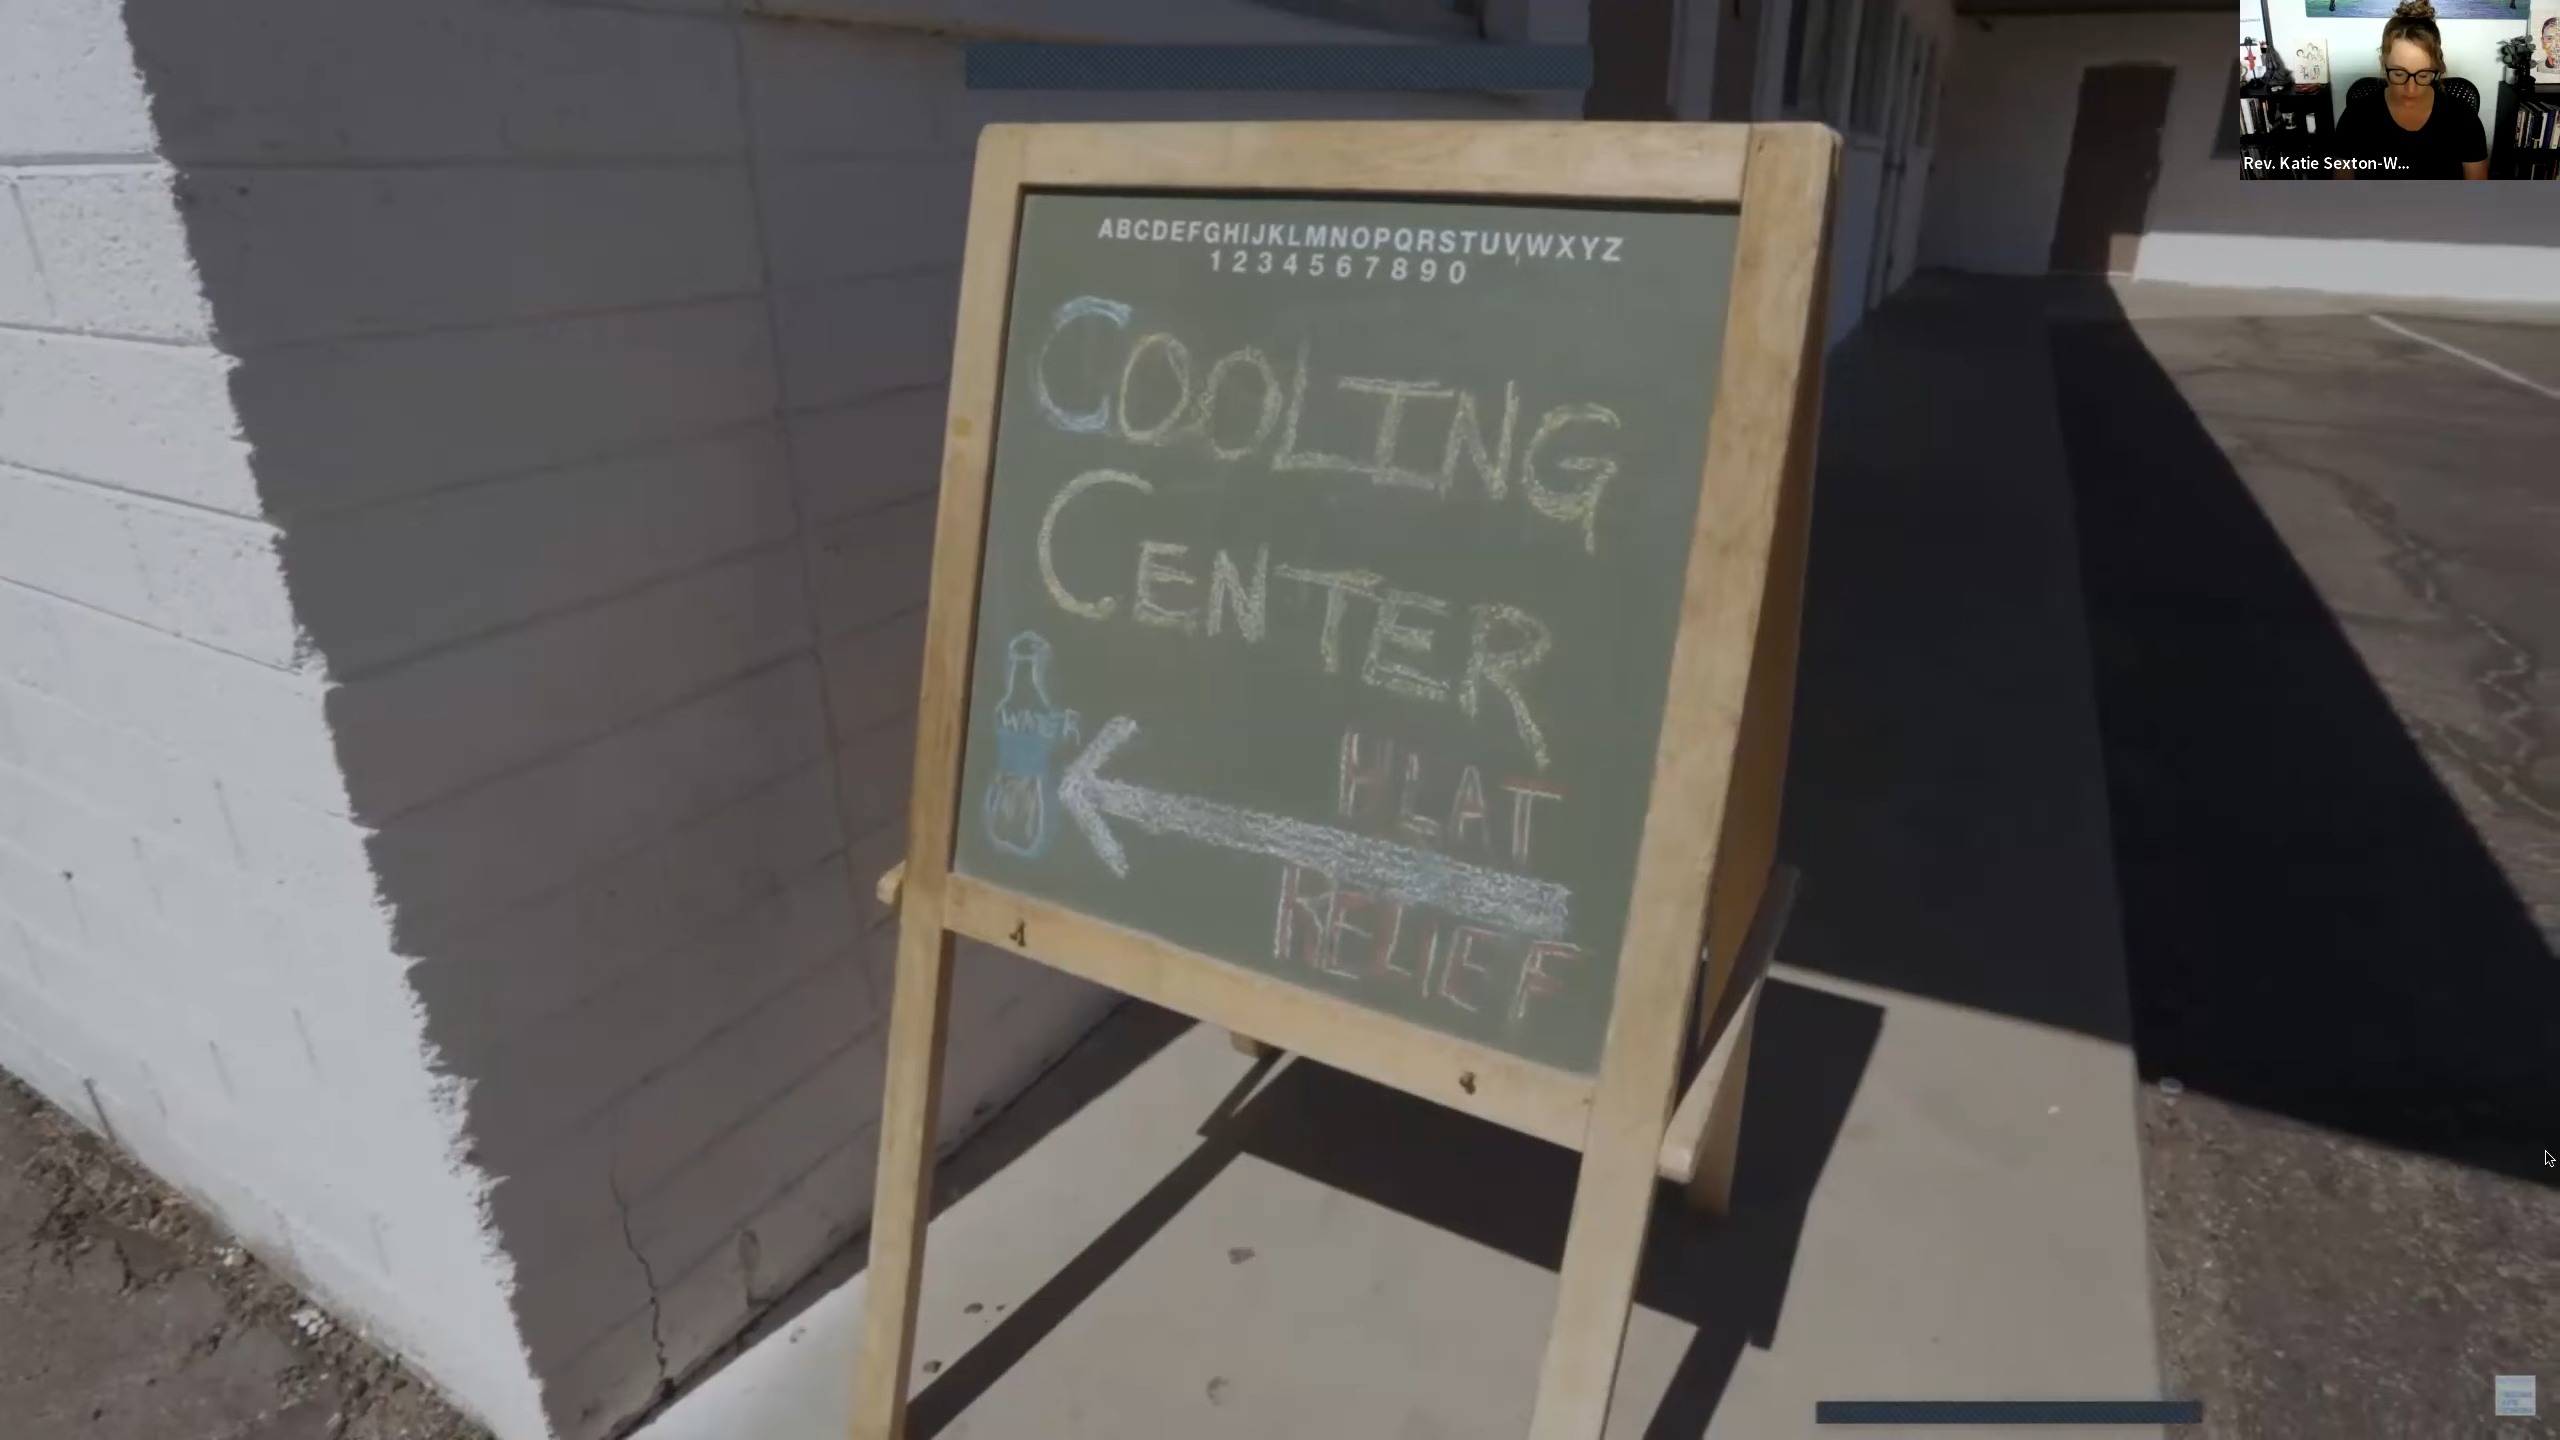 Rev. Katie Sexton-W...
ABCDEFGHIJKLMNOPQRSTUVWXYZ
1234567890
COOLING
CENTER
WATER
HEAT
RELIEF